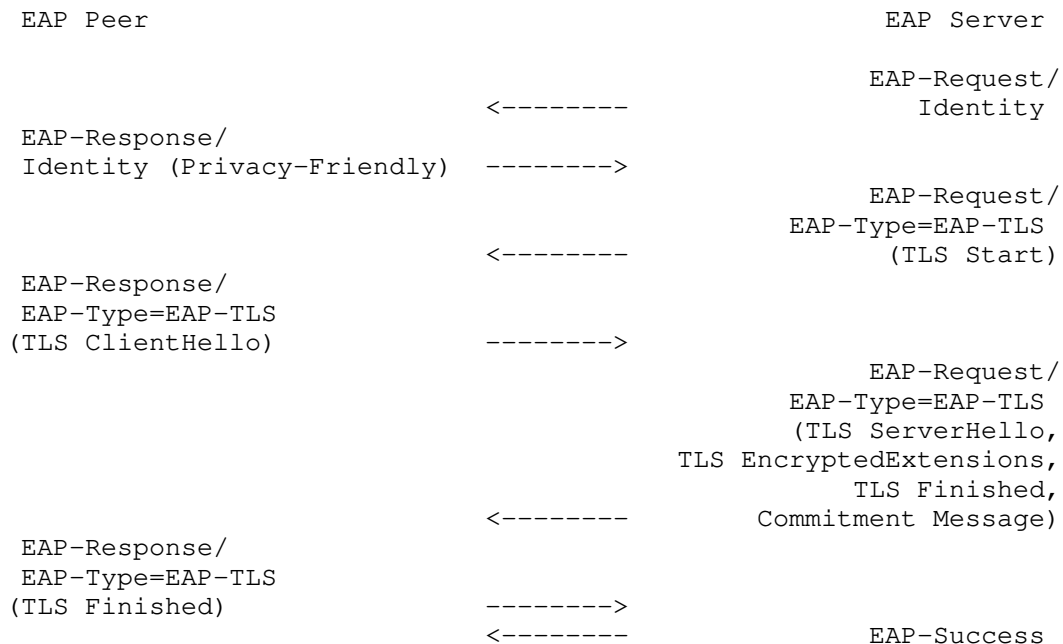 EAP Peer                                              EAP Server

                                                    EAP-Request/
                             <--------                  Identity
EAP-Response/
Identity (Privacy-Friendly)  -------->
                                                    EAP-Request/
                                                EAP-Type=EAP-TLS
                             <--------               (TLS Start)
EAP-Response/
EAP-Type=EAP-TLS
(TLS ClientHello)            -------->
                                                    EAP-Request/
                                                EAP-Type=EAP-TLS
                                                (TLS ServerHello,
                                         TLS EncryptedExtensions,
                                                    TLS Finished,
                             <--------        Commitment Message)
EAP-Response/
EAP-Type=EAP-TLS
(TLS Finished)               -------->
                             <--------               EAP-Success